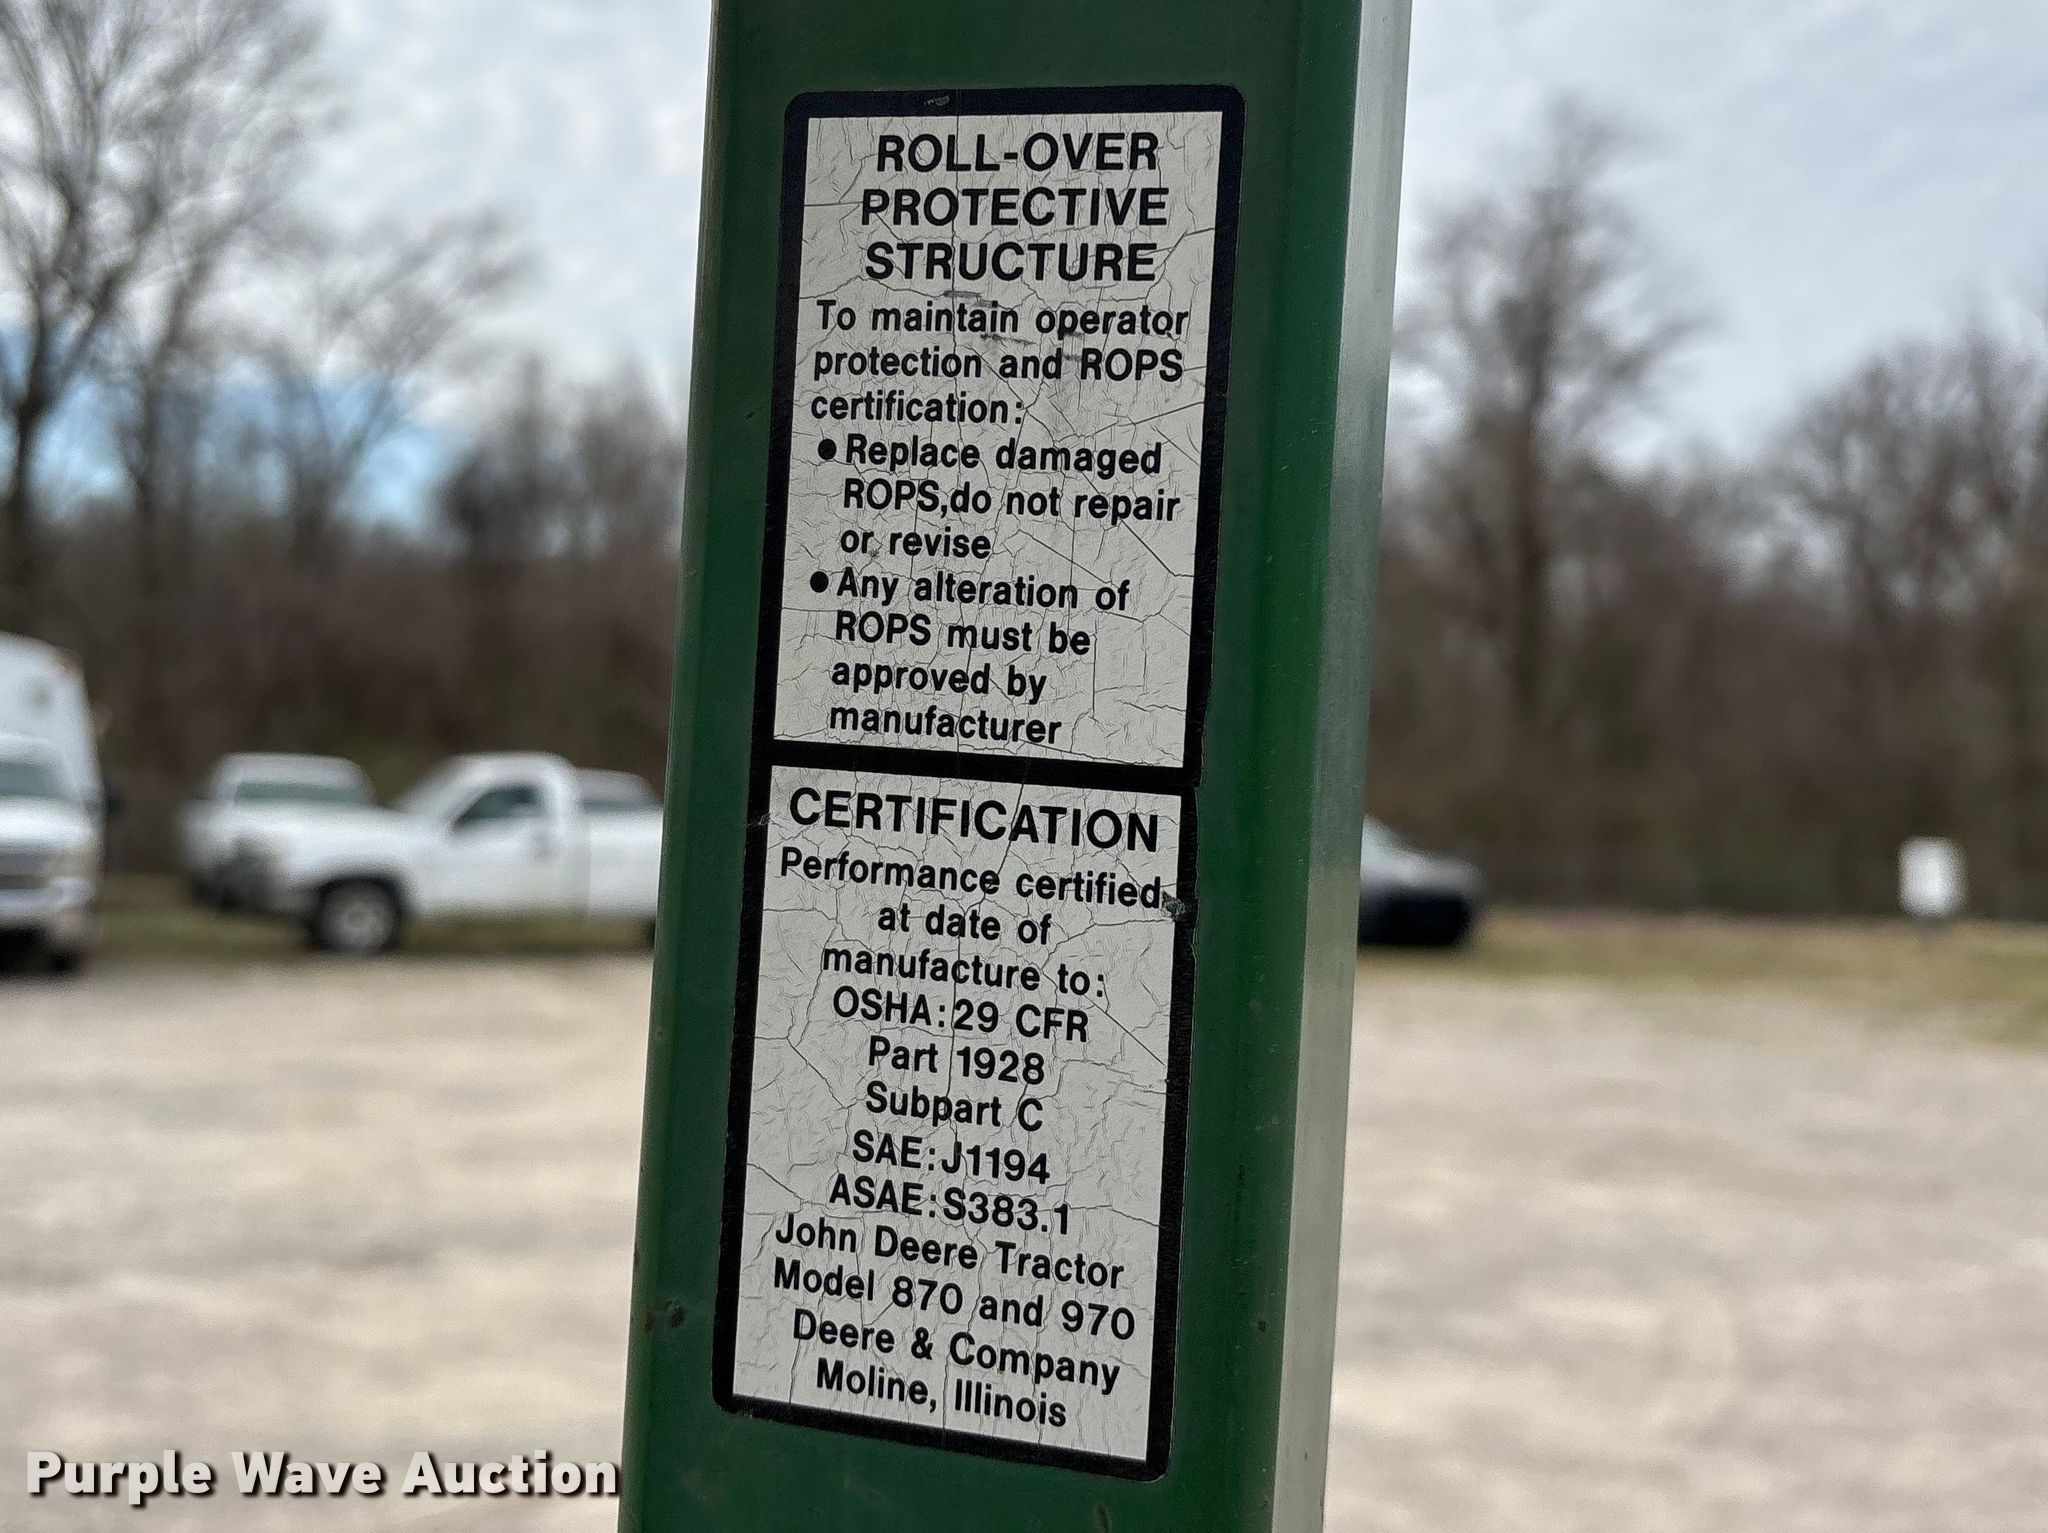 ROLL-OVER
PROTECTIVE
STRUCTURE
To maintain operator
protection and ROPS
certification:
● Replace damaged
ROPS,do not repair
or revise
● Any alteration of
ROPS must be
approved by
manufacturer
CERTIFICATION
Performance certified
at date of
manufacture to:
OSHA:29 CFR
Part 1928
Subpart C
SAE:J1194
ASAE:S383.1
John Deere Tractor
Model 870 and 970
Deere & Company
Moline, Illinois
Purple Wave Auction